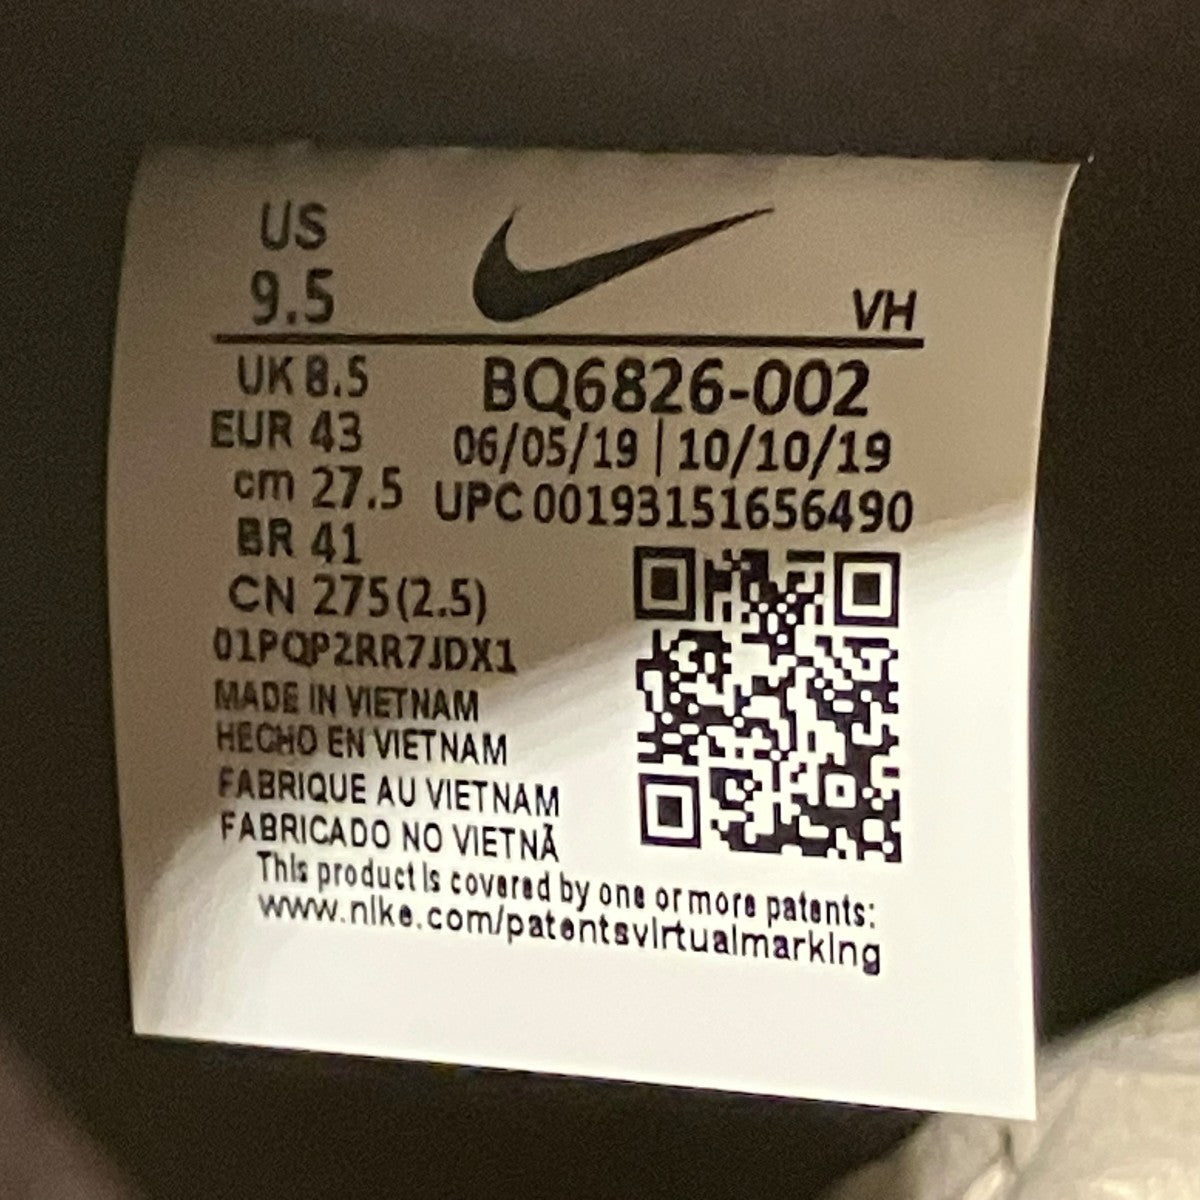 US
9.5
VH
UK 8.5
EUR 43
cm 27.5
BR 41
CN 275(2.5)
BQ6826-002
06/05/19 | 10/10/19
UPC 00193151656490
01PQP2RR7JDX1
MADE IN VIETNAM
HECHO EN VIETNAM
FABRIQUE AU VIETNAM
FABRICADO NO VIETNÃ
This product is covered by one or more patents:
www.nike.com/patentsvirtualmarking